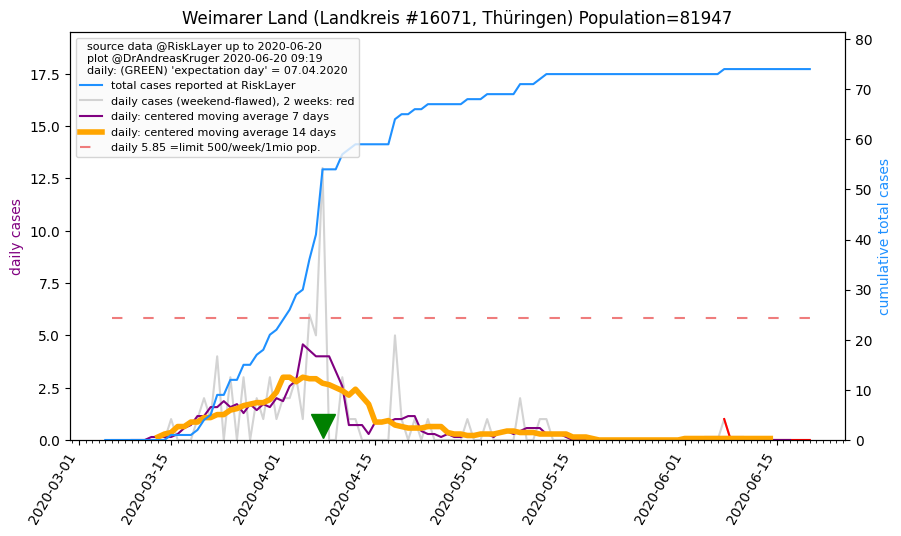 Weimarer Land (Landkreis #16071, Thüringen) Population=81947
source data @RiskLayer up to 2020-06-20
plot @DrAndreasKruger 2020-06-20 09:19
daily: (GREEN) 'expectation day' = 07.04.2020
total cases reported at RiskLayer
daily cases (weekend-flawed), 2 weeks: red
daily: centered moving average 7 days
daily: centered moving average 14 days
daily 5.85 =limit 500/week/1mio pop.
daily cases
17.5
15.0
12.5
10.0
7.5
5.0
2.5
0.0
80
70
60
50
40
30
20
10
0
cumulative total cases
2020-03-01
2020-03-15
2020-04-01
2020-04-15
2020-05-01
2020-05-15
2020-06-01
2020-06-15